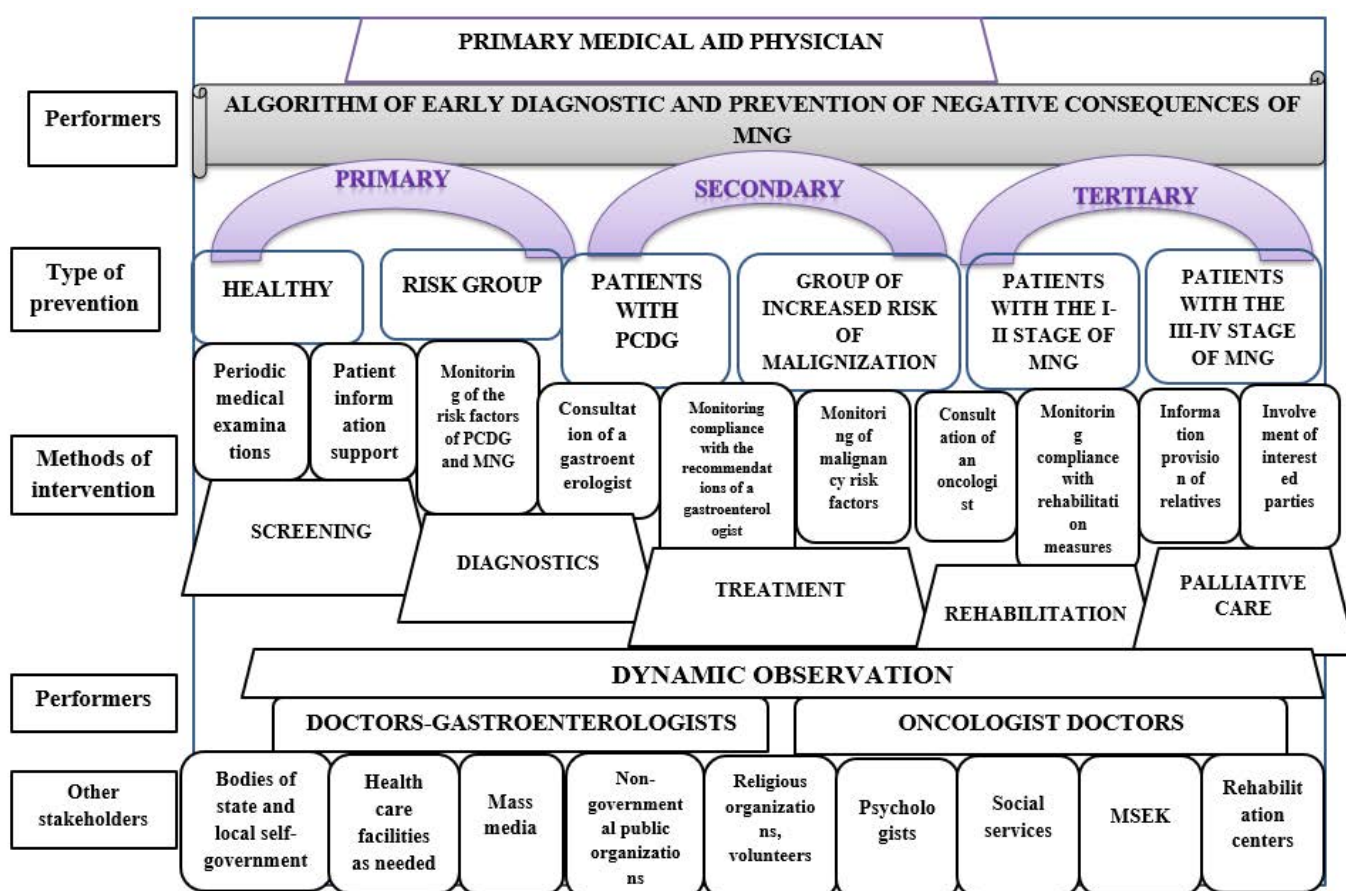 PRIMARY MEDICAL AID PHYSICIAN
Performers
ALGORITHM OF EARLY DIAGNOSTIC AND PREVENTION OF NEGATIVE CONSEQUENCES OF
MNG
PRIMARY
SECONDARY
TERTIARY
Type of
prevention
HEALTHY
RISK GROUP
PATIENTS
WITH
PCDG
GROUP OF
INCREASED RISK
OF
MALIGNIZATION
PATIENTS
WITH THE I-
II STAGE OF
MNG
PATIENTS
WITH THE
III-IV STAGE
OF MNG
Methods of
intervention
Periodic
medical
examina
tions
Patient
inform
ation
support
Monitorin
g of the
risk factors
of PCDG
and MNG
Consultat
ion of a
gastroent
erologist
Monitoring
compliance
with the
recommendat
ions of a
gastroenterol
ogist
Monitori
ng of
malignan
cy risk
factors
Consult
ation of
an
oncologi
st
Monitorin
g
compliance
with
rehabilitati
on
measures
Informa
tion
provisio
n of
relatives
Involve
ment of
interest
ed
parties
SCREENING
DIAGNOSTICS
TREATMENT
REHABILITATION
PALLIATIVE
CARE
Performers
DYNAMIC OBSERVATION
DOCTORS-GASTROENTEROLOGISTS
ONCOLOGIST DOCTORS
Other
stakeholders
Bodies of
state and
local self-
government
Health
care
facilities
as needed
Mass
media
Non-
government
al public
organizatio
ns
Religious
organizatio
ns,
volunteers
Psycholo
gists
Social
services
MSEK
Rehabilit
ation
centers